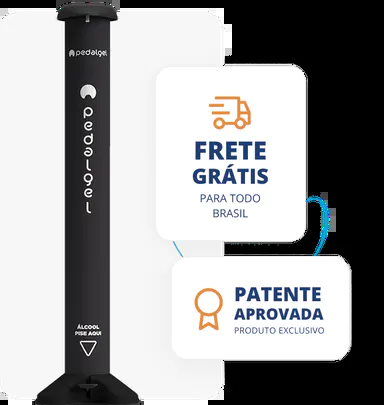 pedalgel
pedalgel
ÁLCOOL
PISE AQUI
FRETE
GRÁTIS
PARA TODO
BRASIL
PATENTE
APROVADA
PRODUTO EXCLUSIVO